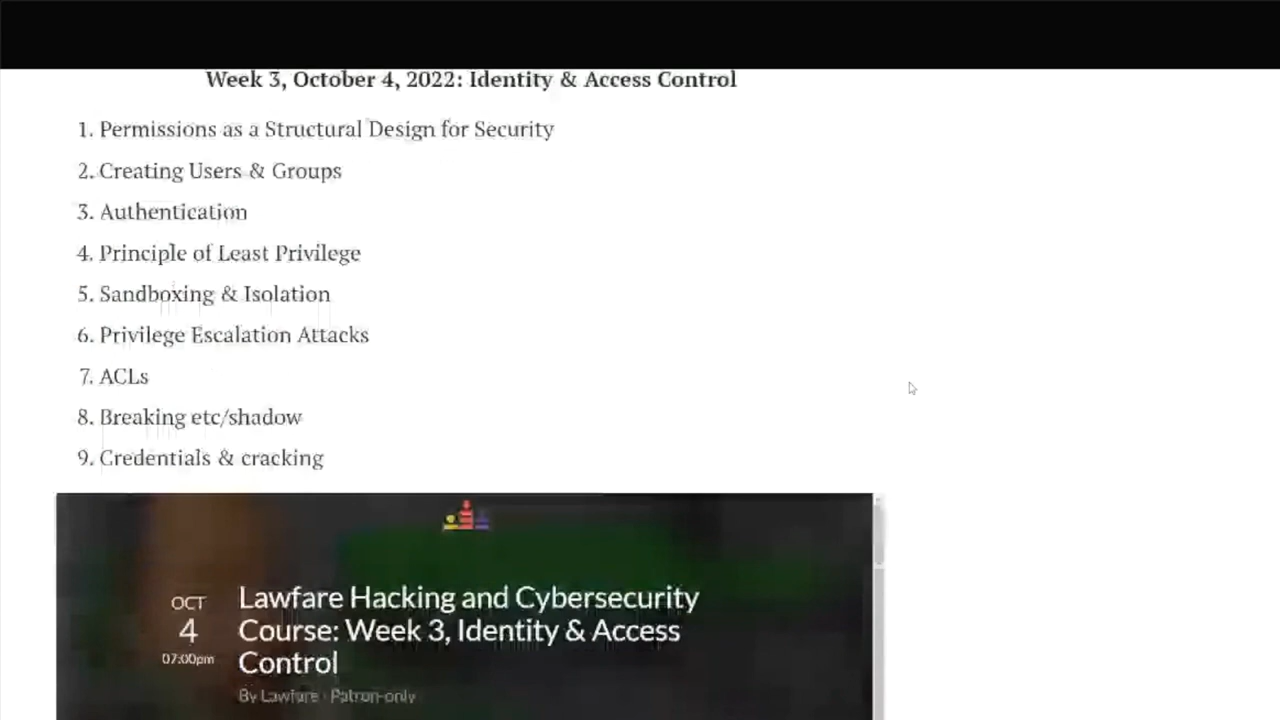 Week 3, October 4, 2022: Identity & Access Control
1. Permissions as a Structural Design for Security
2. Creating Users & Groups
3. Authentication
4. Principle of Least Privilege
5. Sandboxing & Isolation
6. Privilege Escalation Attacks
7. ACLs
8. Breaking etc/shadow
9. Credentials & cracking
OCT
4
07:00pm
Lawfare Hacking and Cybersecurity
Course: Week 3, Identity & Access
Control
By Lawfare · Patron-only